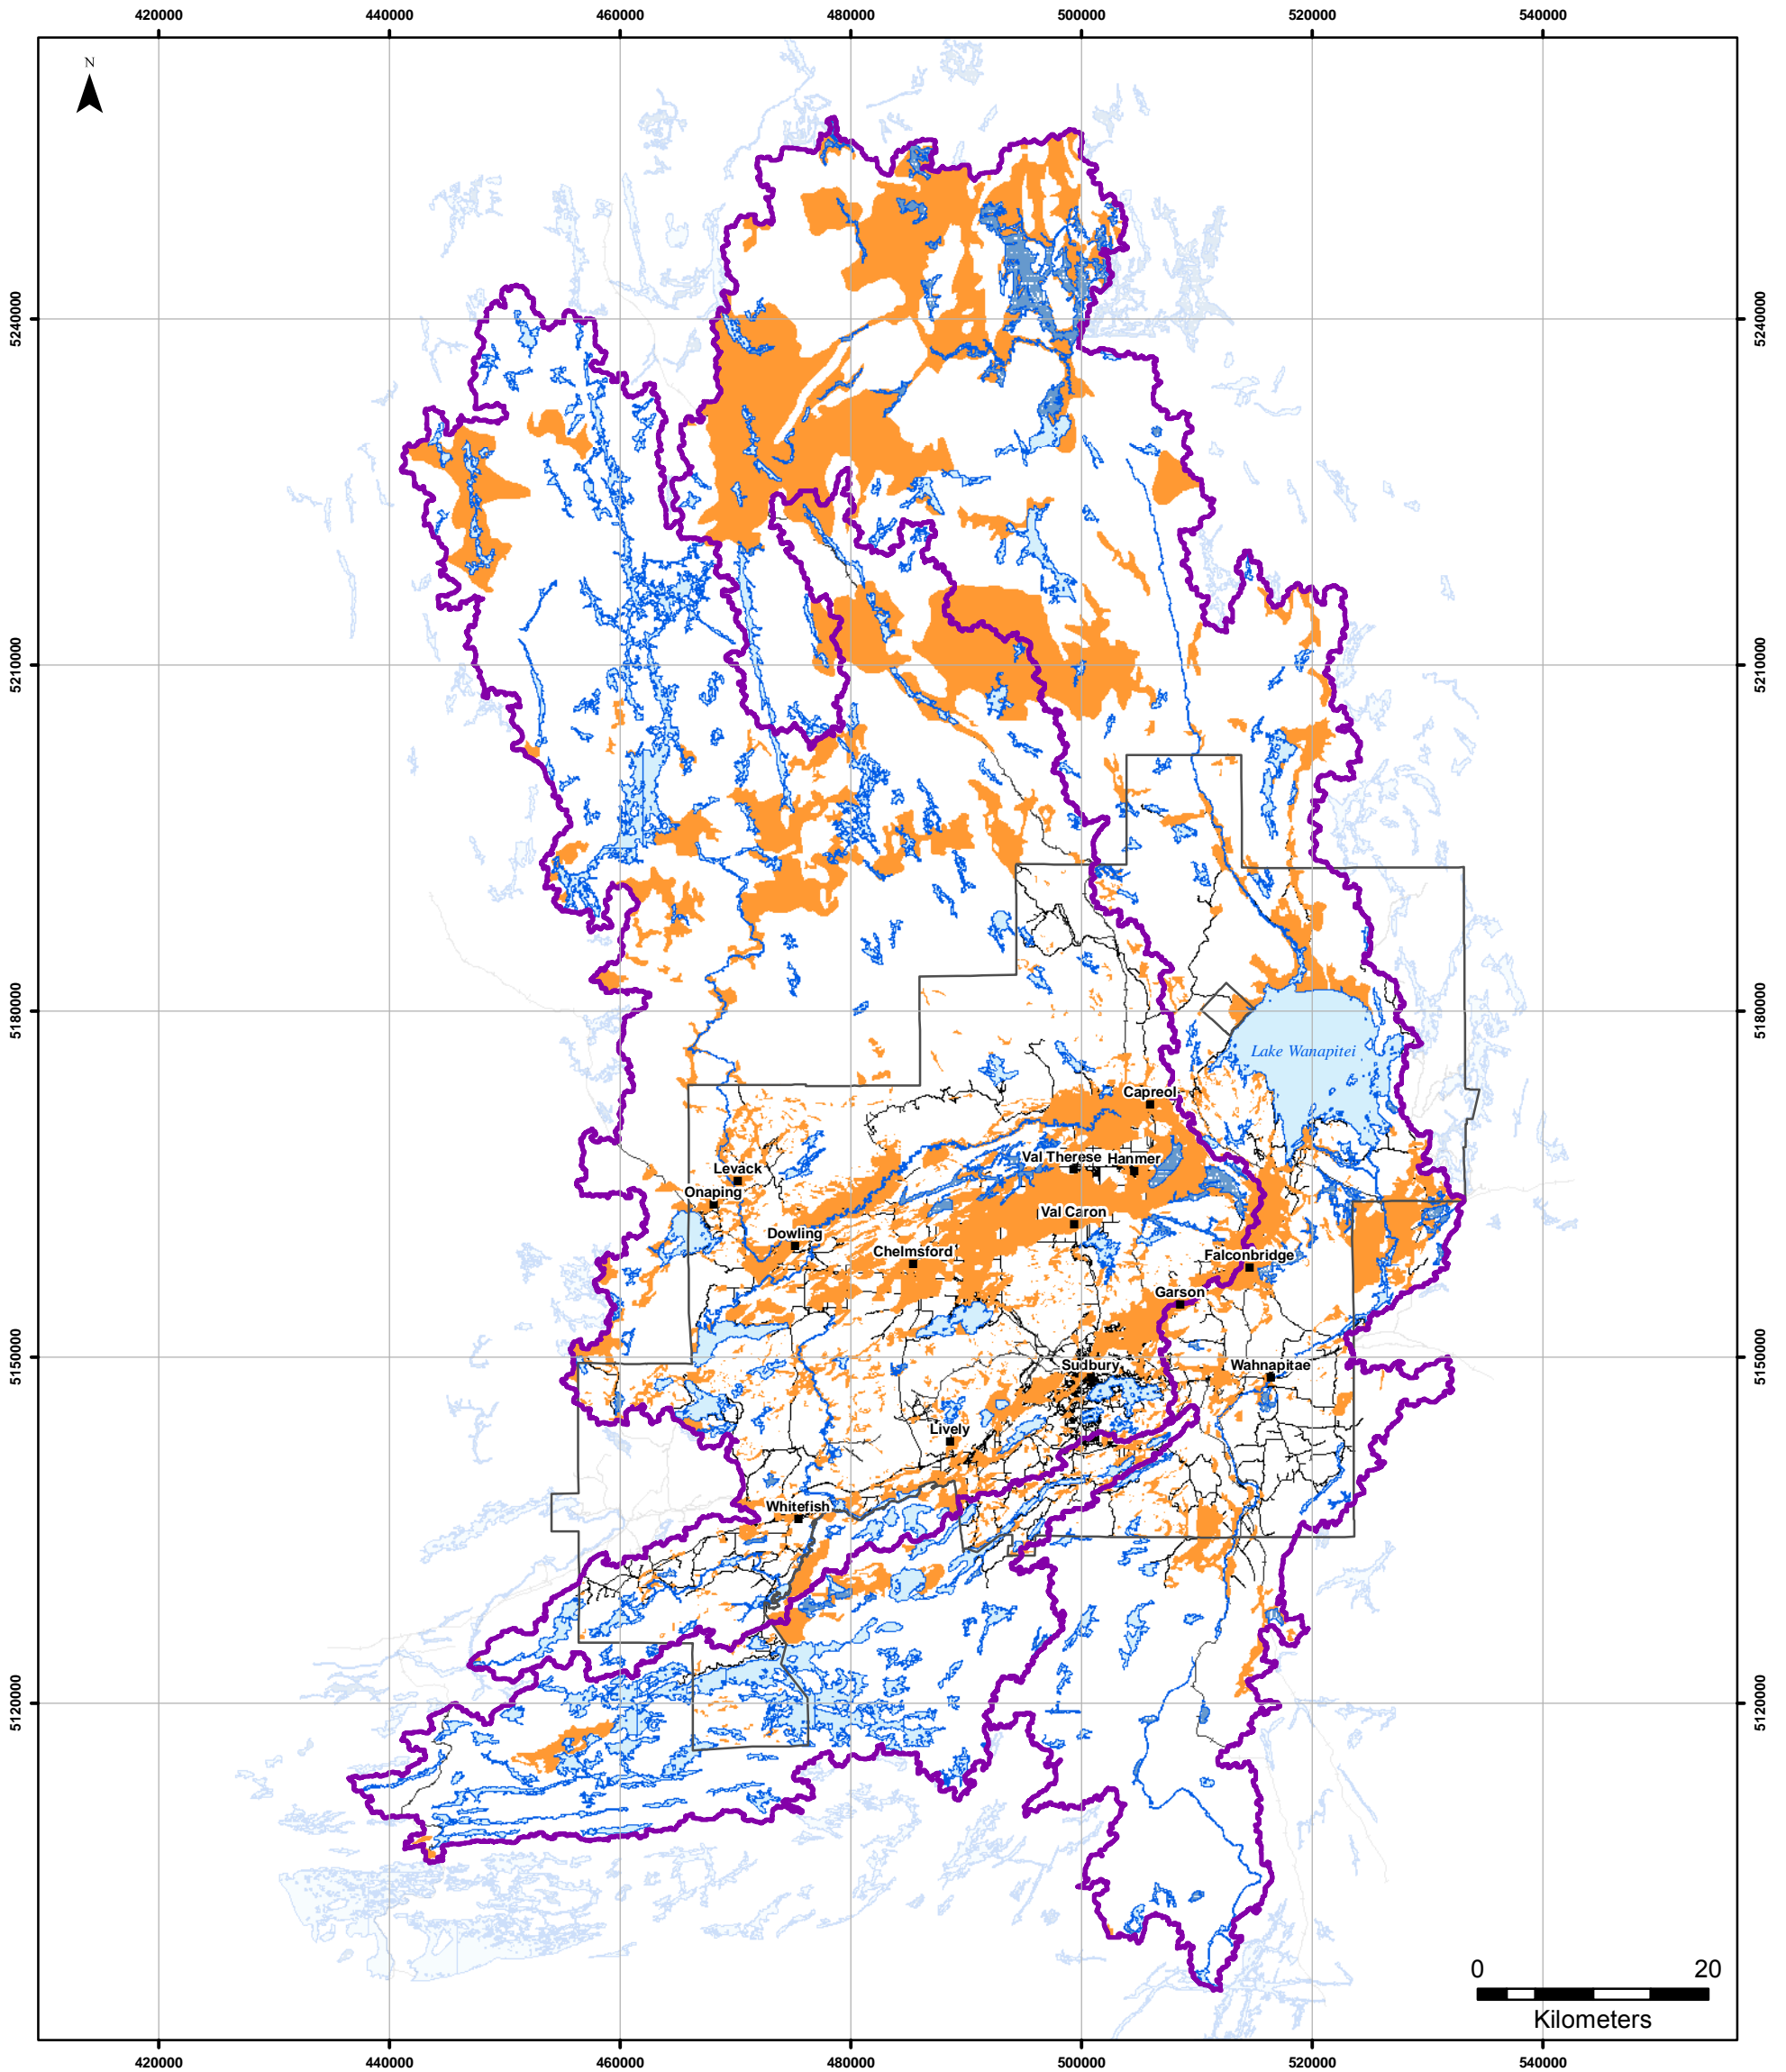 420000 440000 460000 480000 500000 520000 540000
N
5240000 5240000
5210000 5210000
5180000 5180000
Lake Wanapitei
Capreol
Val Therese Hanmer
Levack
Onaping
Val Caron
Dowling
Chelmsford
Falconbridge
Garson
5150000 5150000
Sudbury Wahnapitae
Lively
Whitefish
5120000 5120000
0 20
Kilometers
420000 440000 460000 480000 500000 520000 540000